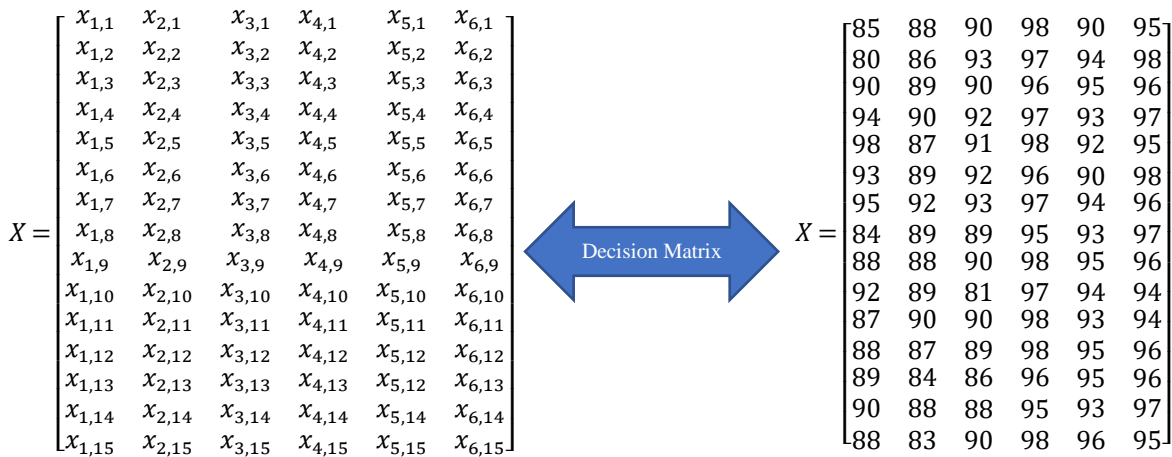 x1,1 x2,1 x3,1 x4,1 x5,1 x6,1
x1,2 x2,2 x3,2 x4,2 x5,2 x6,2
x1,3 x2,3 x3,3 x4,3 x5,3 x6,3
x1,4 x2,4 x3,4 x4,4 x5,4 x6,4
x1,5 x2,5 x3,5 x4,5 x5,5 x6,5
x1,6 x2,6 x3,6 x4,6 x5,6 x6,6
x1,7 x2,7 x3,7 x4,7 x5,7 x6,7
X = x1,8 x2,8 x3,8 x4,8 x5,8 x6,8
x1,9 x2,9 x3,9 x4,9 x5,9 x6,9
x1,10 x2,10 x3,10 x4,10 x5,10 x6,10
x1,11 x2,11 x3,11 x4,11 x5,11 x6,11
x1,12 x2,12 x3,12 x4,12 x5,12 x6,12
x1,13 x2,13 x3,13 x4,13 x5,12 x6,13
x1,14 x2,14 x3,14 x4,14 x5,14 x6,14
x1,15 x2,15 x3,15 x4,15 x5,15 x6,15
Decision Matrix
85 88 90 98 90 95
80 86 93 97 94 98
90 89 90 96 95 96
94 90 92 97 93 97
98 87 91 98 92 95
93 89 92 96 90 98
95 92 93 97 94 96
X = 84 89 89 95 93 97
88 88 90 98 95 96
92 89 81 97 94 94
87 90 90 98 93 94
88 87 89 98 95 96
89 84 86 96 95 96
90 88 88 95 93 97
88 83 90 98 96 95